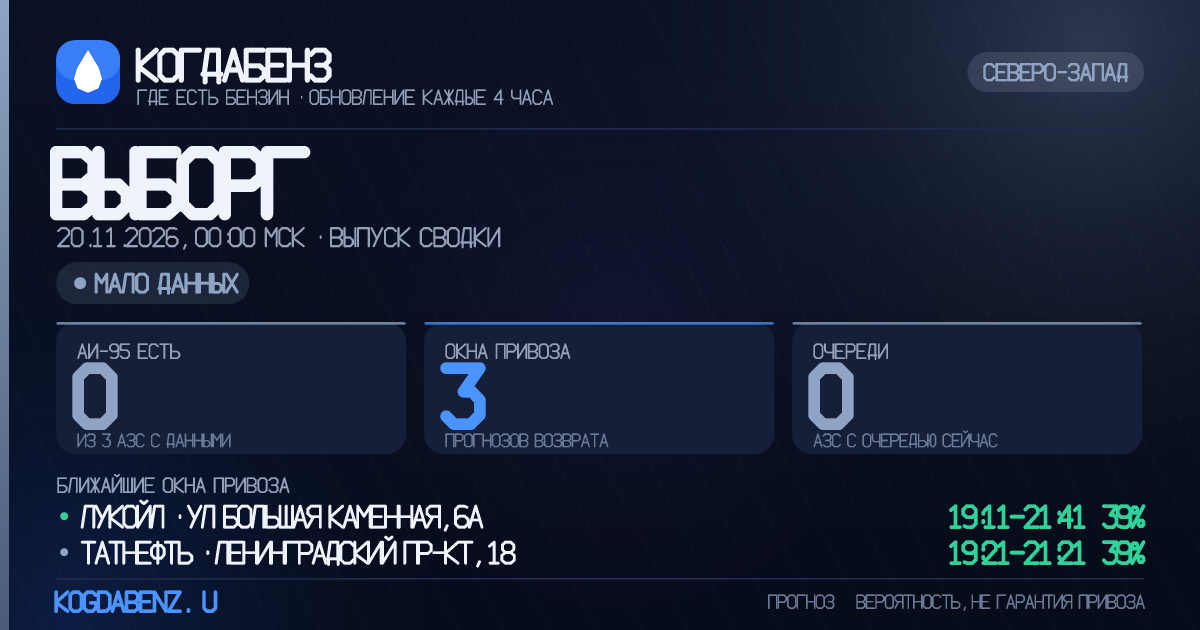 КОГДАБЕНЗ
ГДЕ ЕСТЬ БЕНЗИН · ОБНОВЛЕНИЕ КАЖДЫЕ 4 ЧАСА
СЕВЕРО-ЗАПАД
ВЫБОРГ
20.11.2026, 00:00 МСК · ВЫПУСК СВОДКИ
• МАЛО ДАННЫХ
АИ-95 ЕСТЬ
0
ИЗ 3 АЗС С ДАННЫМИ
ОКНА ПРИВОЗА
3
ПРОГНОЗОВ ВОЗВРАТА
ОЧЕРЕДИ
0
АЗС С ОЧЕРЕДЬЮ СЕЙЧАС
БЛИЖАЙШИЕ ОКНА ПРИВОЗА
• ЛУКОЙЛ · УЛ БОЛЬШАЯ КАМЕННАЯ, 6А 19:11-21:41 39%
• ТАТНЕФТЬ · ЛЕНИНГРАДСКИЙ ПР-КТ, 18 19:21-21:21 39%
KOGDABENZ. U
ПРОГНОЗ ВЕРОЯТНОСТЬ, НЕ ГАРАНТИЯ ПРИВОЗА